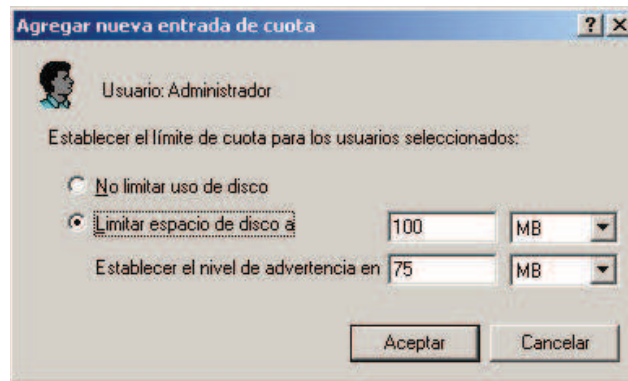 Agregar nueva entrada de cuota
Usuario: Administrador
Establecer el límite de cuota para los usuarios seleccionados:
No limitar uso de disco
Limitar espacio de disco a 100 MB
Establecer el nivel de advertencia en 75 MB
Aceptar Cancelar